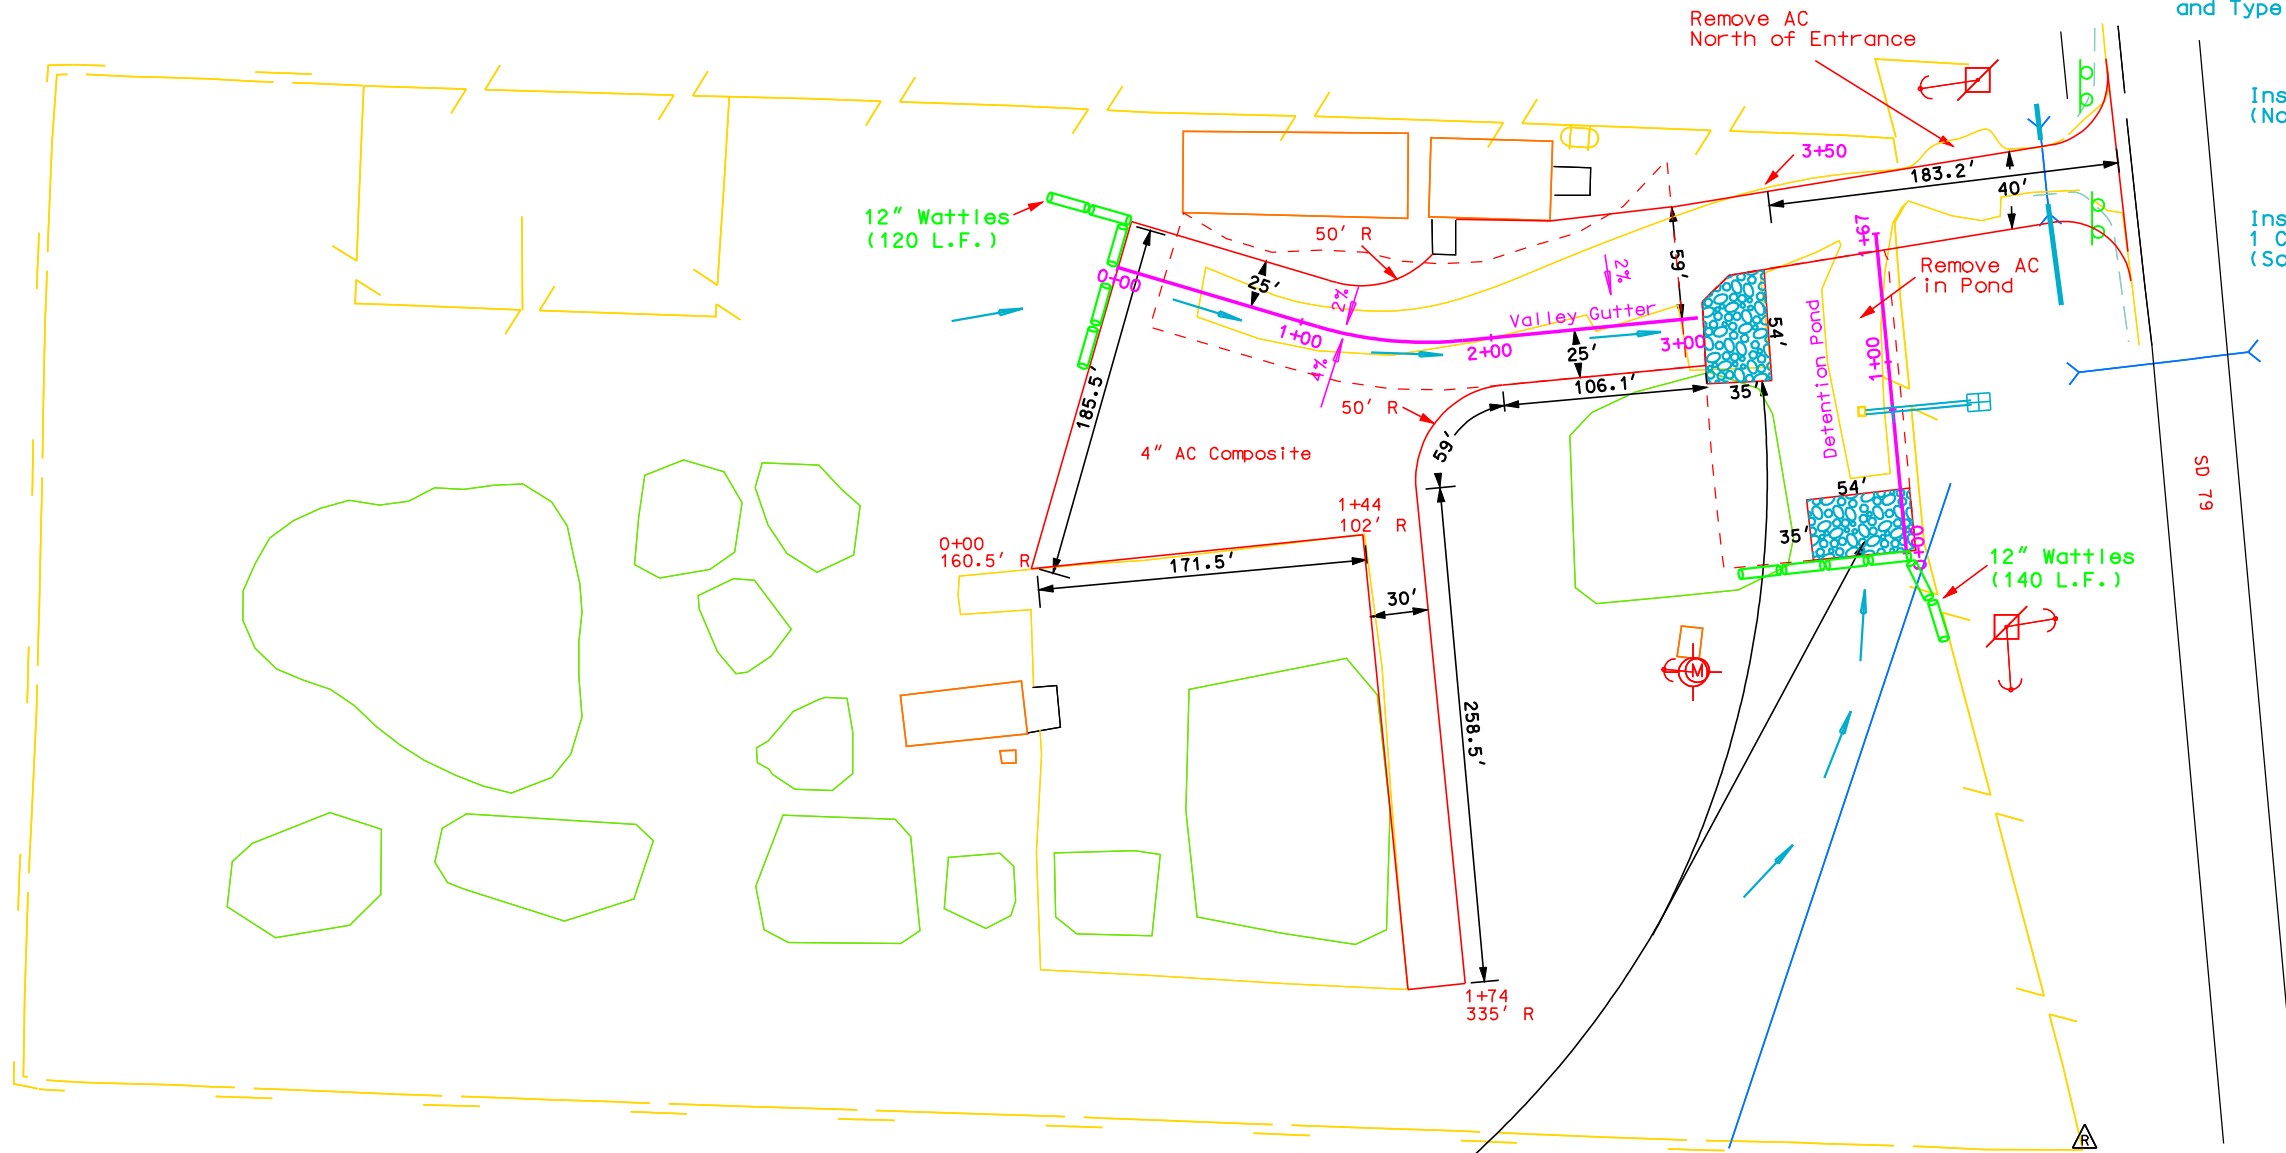 and Type
Remove AC
North of Entrance
Ins
(No
3+50
183.2'
40'
12" Wattles
(120 L.F.)
50' R
1+67
Ins
1 C
(So
59'
2%
Remove AC
in Pond
0+00
25'
2%
Valley Gutter
1+00
2+00
3+00
54'
Detention Pond
1+00
4%
25'
106.1'
35'
185.5'
50' R
59'
4" AC Composite
SD 79
54'
1+44
102' R
35'
0+00
0+00
160.5' R
171.5'
12" Wattles
(140 L.F.)
30'
M
258.5'
1+74
335' R
R